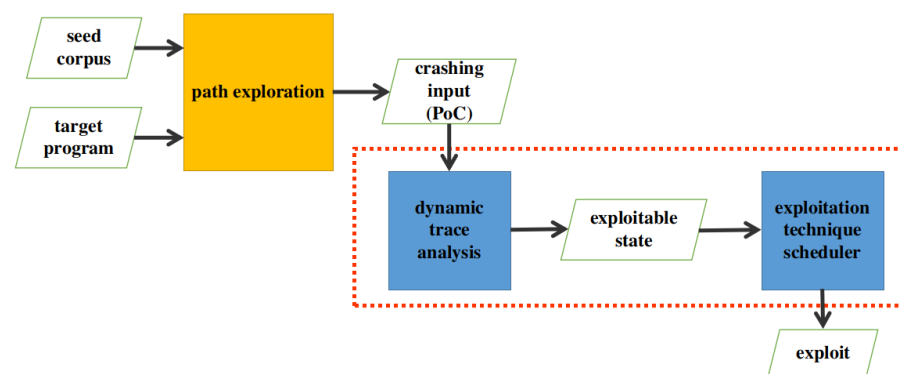 seed
corpus
target
program
path exploration
crashing
input
(PoC)
dynamic
trace
analysis
exploitable
state
exploitation
technique
scheduler
exploit